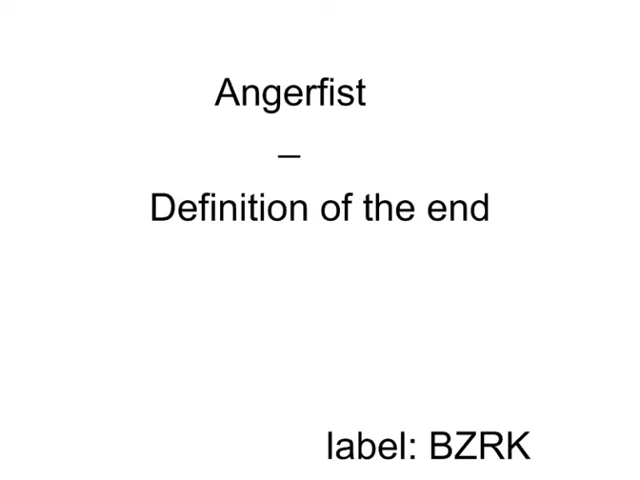 Angerfist
–
Definition of the end
label: BZRK